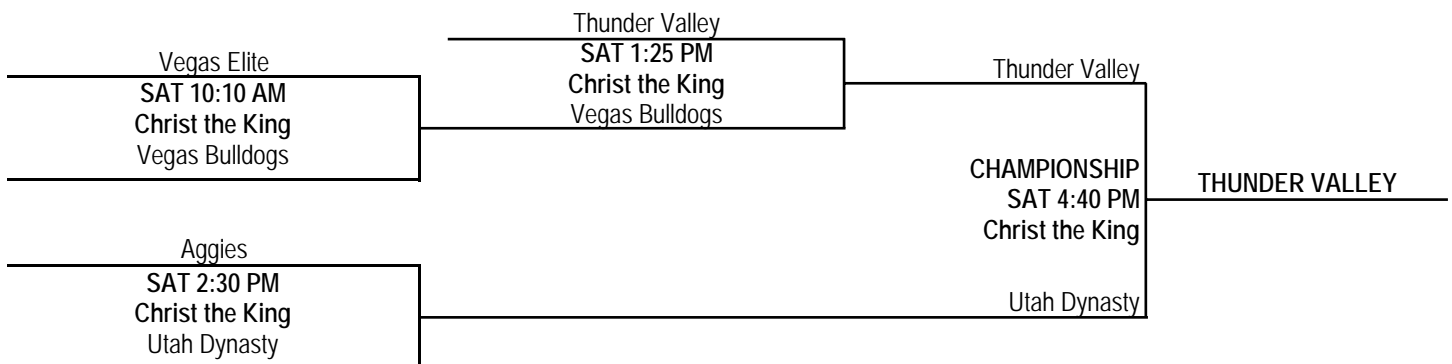 Thunder Valley
SAT 1:25 PM
Christ the King
Vegas Bulldogs
Vegas Elite
SAT 10:10 AM
Christ the King
Vegas Bulldogs
Thunder Valley
CHAMPIONSHIP
SAT 4:40 PM
Christ the King
THUNDER VALLEY
Aggies
SAT 2:30 PM
Christ the King
Utah Dynasty
Utah Dynasty